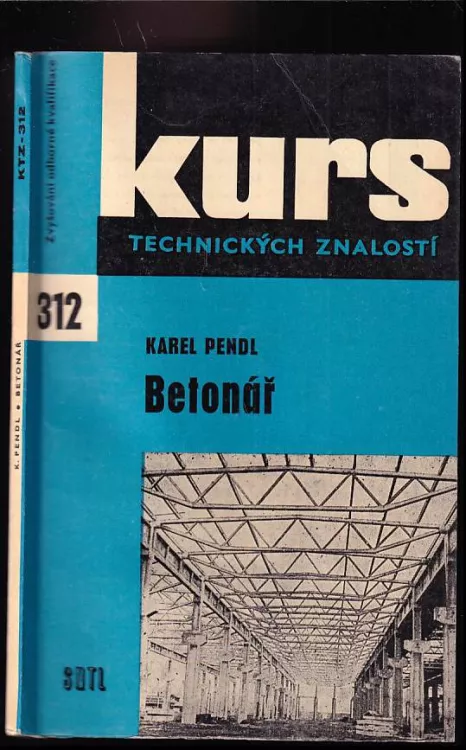 KTZ-312
K. PENDL • BETONÁŘ
Zvyšování odborné kvalifikace
kurs
TECHNICKÝCH ZNALOSTÍ
312
KAREL PENDL
Betonář
SNTL